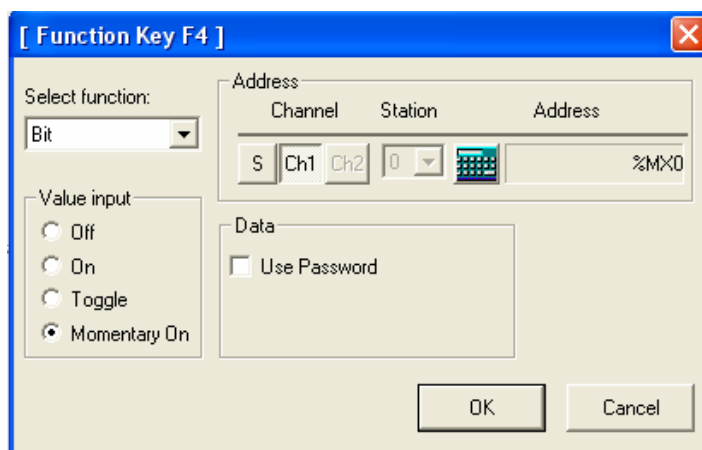 [ Function Key F4 ]
Select function:
Bit
Address
Channel Station Address
S Ch1 Ch2 0 %MX0
Value input
Off
On
Toggle
Momentary On
Data
Use Password
OK Cancel